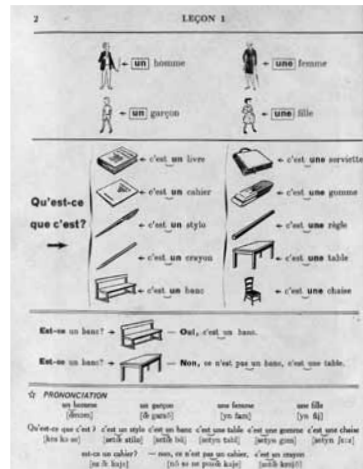 2 LEÇON 1
un homme une femme
un garçon une fille
c'est un livre c'est une serviette
c'est un cahier c'est une gomme
Qu'est-ce
que c'est?
c'est un stylo c'est une règle
c'est un crayon c'est une table
c'est un banc c'est une chaise
Est-ce un banc? — Oui, c'est un banc.
Est-ce un banc? — Non, ce n'est pas un banc, c'est une table.
☆ PRONONCIATION
un homme un garçon une femme une fille
Qu'est-ce que c'est? c'est un stylo c'est un banc c'est une table c'est une gomme c'est une chaise
est-ce un cahier? — non, ce n'est pas un cahier, c'est un crayon